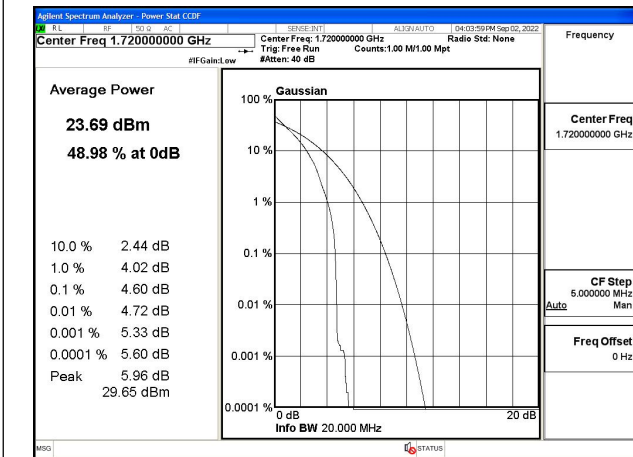 Agilent Spectrum Analyzer - Power Stat CCDF
RL RF 50 Ω AC SENSE:INT ALIGNAUTO 04:03:59 PM Sep 02, 2022
Center Freq 1.720000000 GHz
Center Freq: 1.720000000 GHz Radio Std: None
Trig: Free Run Counts:1.00 M/1.00 Mpt
#IFGain:Low #Atten: 40 dB
Frequency
Average Power
23.69 dBm
48.98 % at 0dB
10.0 % 2.44 dB
1.0 % 4.02 dB
0.1 % 4.60 dB
0.01 % 4.72 dB
0.001 % 5.33 dB
0.0001 % 5.60 dB
Peak 5.96 dB
29.65 dBm
Gaussian
100 %
10 %
1 %
0.1 %
0.01 %
0.001 %
0.0001 %
0 dB 20 dB
Info BW 20.000 MHz
Center Freq
1.720000000 GHz
CF Step
5.000000 MHz
Auto Man
Freq Offset
0 Hz
MSG STATUS